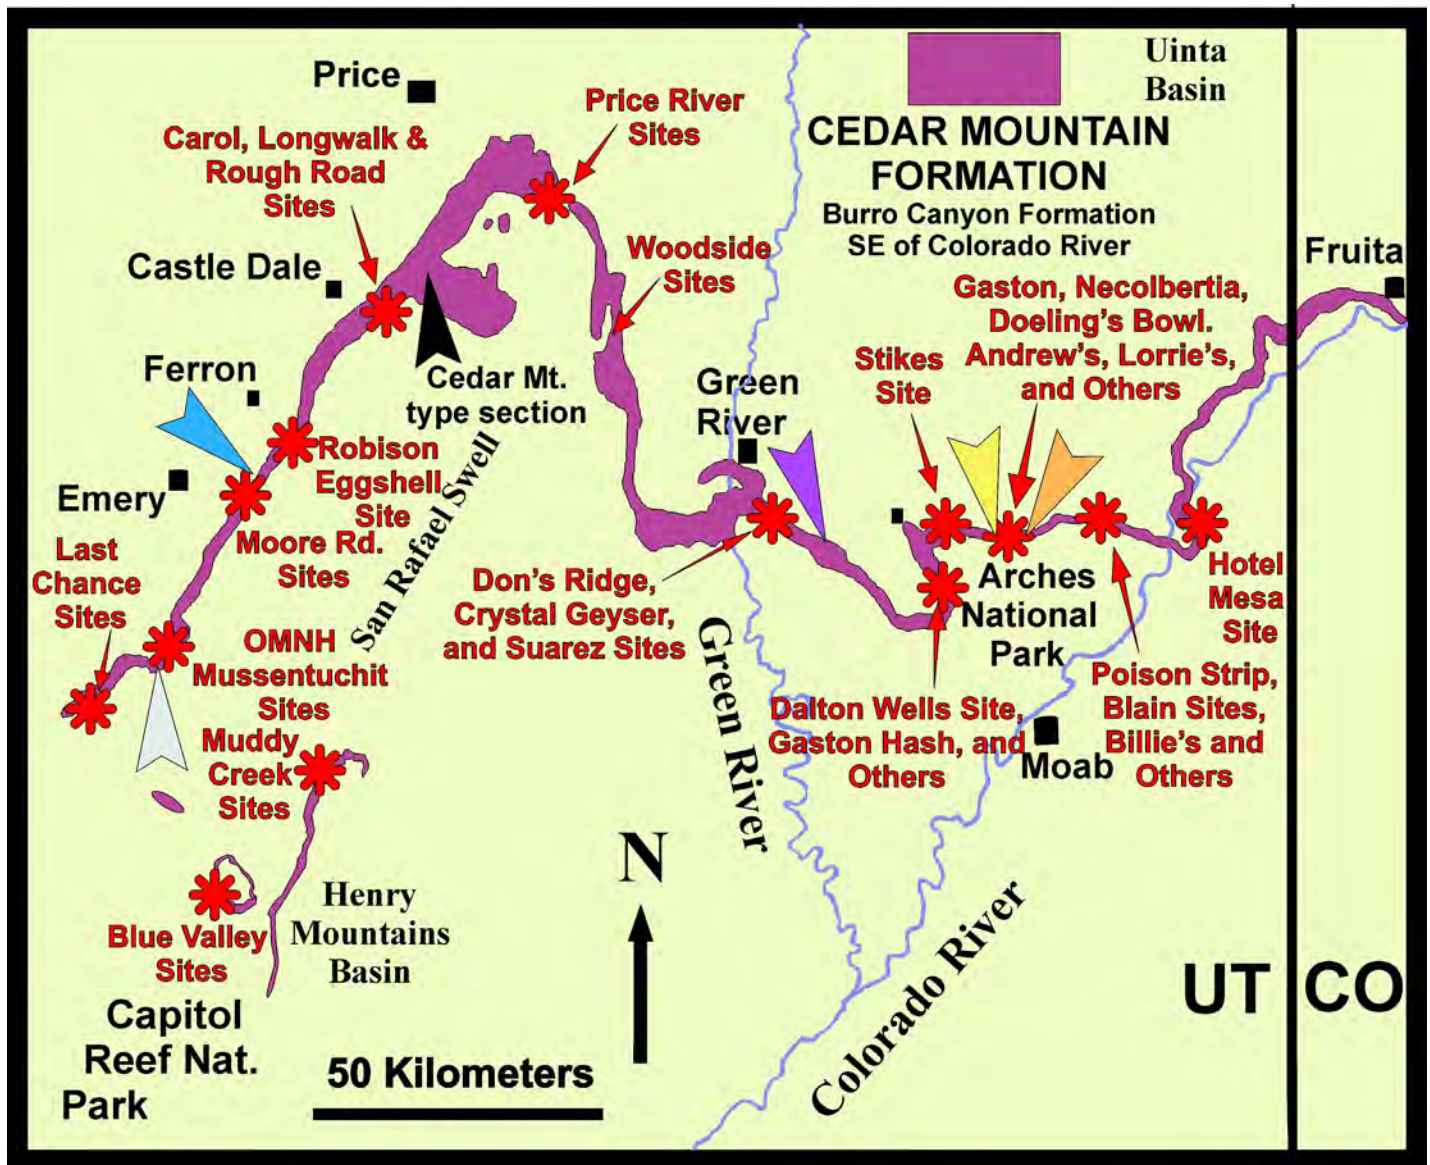 Uinta
Basin
CEDAR MOUNTAIN
FORMATION
Burro Canyon Formation
SE of Colorado River
Price
Price River
Sites
Carol, Longwalk &
Rough Road
Sites
Castle Dale
Woodside
Sites
Fruita
Gaston, Necolbertia,
Doeling's Bowl.
Andrew's, Lorrie's,
and Others
Stikes
Site
Ferron
Cedar Mt.
type section
Green
River
Robison
Eggshell
Site
San Rafael Swell
Emery
Moore Rd.
Sites
Last
Chance
Sites
OMNH
Mussentuchit
Sites
Don's Ridge,
Crystal Geyser,
and Suarez Sites
Arches
National
Park
Hotel
Mesa
Site
Green River
Dalton Wells Site,
Gaston Hash, and
Others
Poison Strip,
Blain Sites,
Billie's and
Others
Moab
Muddy
Creek
Sites
N
Henry
Mountains
Basin
Blue Valley
Sites
Capitol
Reef Nat.
Park
50 Kilometers
Colorado River
UT
CO